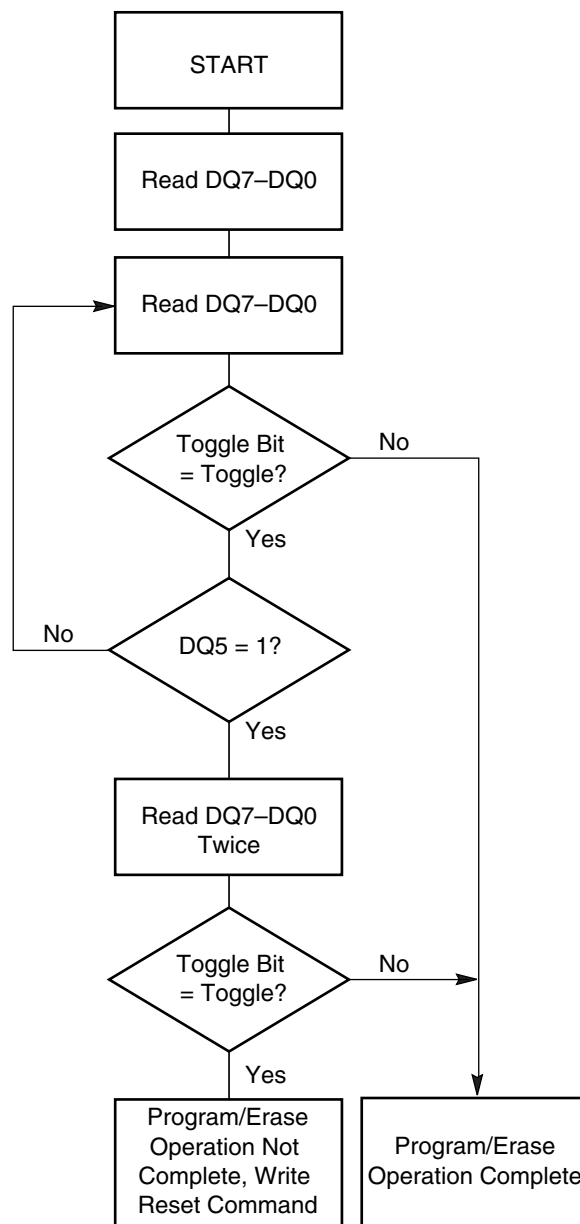 START
Read DQ7–DQ0
Read DQ7–DQ0
Toggle Bit
= Toggle?
No
Yes
No
DQ5 = 1?
Yes
Read DQ7–DQ0
Twice
Toggle Bit
= Toggle?
No
Yes
Program/Erase
Operation Not
Complete, Write
Reset Command
Program/Erase
Operation Complete